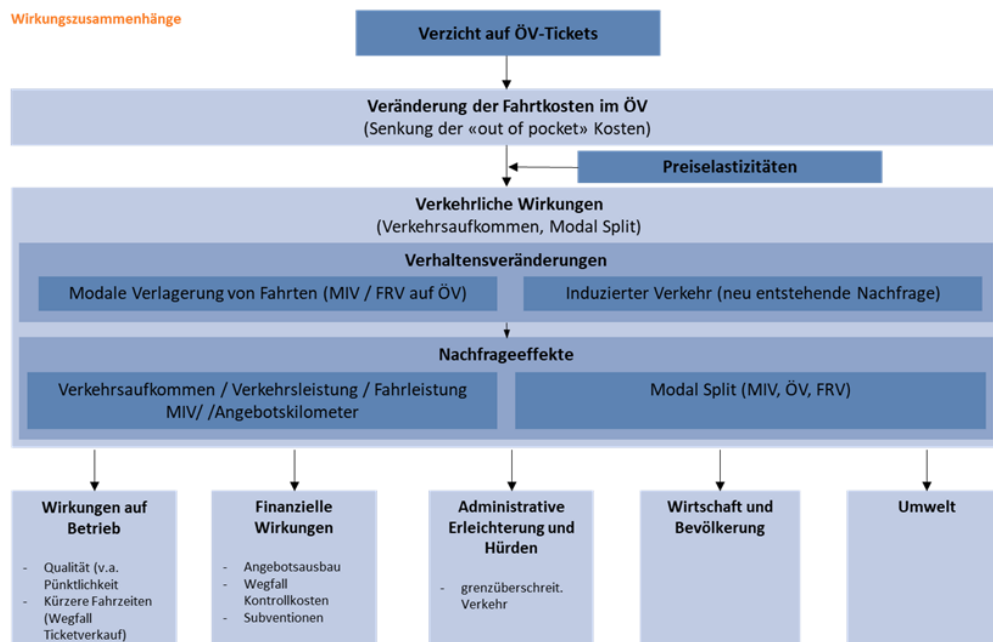 Wirkungszusammenhänge
Verzicht auf ÖV-Tickets
Veränderung der Fahrtkosten im ÖV
(Senkung der «out of pocket» Kosten)
Preiselastizitäten
Verkehrliche Wirkungen
(Verkehrsaufkommen, Modal Split)
Verhaltensveränderungen
Modale Verlagerung von Fahrten (MIV / FRV auf ÖV)
Induzierter Verkehr (neu entstehende Nachfrage)
Nachfrageeffekte
Verkehrsaufkommen / Verkehrsleistung / Fahrleistung
MIV/ /Angebotskilometer
Modal Split (MIV, ÖV, FRV)
Wirkungen auf
Betrieb
- Qualität (v.a.
Pünktlichkeit
- Kürzere Fahrzeiten
(Wegfall
Ticketverkauf)
Finanzielle
Wirkungen
- Angebotsausbau
- Wegfall
Kontrollkosten
- Subventionen
Administrative
Erleichterung und
Hürden
- grenzüberschreit.
Verkehr
Wirtschaft und
Bevölkerung
Umwelt